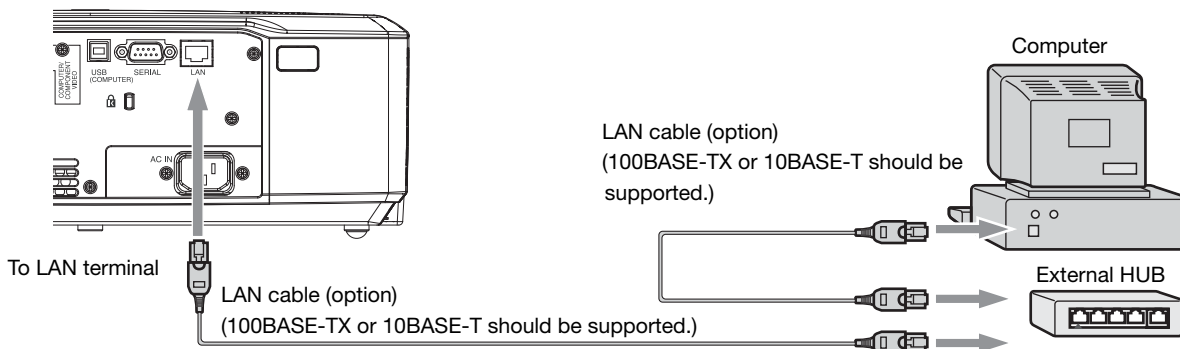 COMPUTER/
COMPONENT
VIDEO
USB
(COMPUTER)
SERIAL
LAN
AC IN
To LAN terminal
LAN cable (option)
(100BASE-TX or 10BASE-T should be supported.)
LAN cable (option)
(100BASE-TX or 10BASE-T should be
supported.)
Computer
External HUB